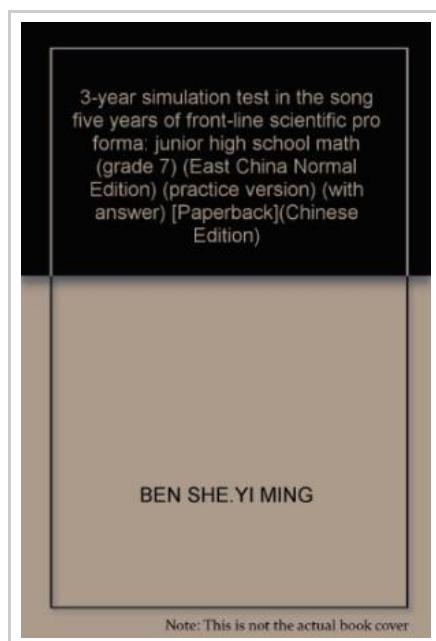 3-year simulation test in the song
five years of front-line scientific pro
forma: junior high school math
(grade 7) (East China Normal
Edition) (practice version) (with
answer) [Paperback](Chinese
Edition)
BEN SHE.YI MING
Note: This is not the actual book cover